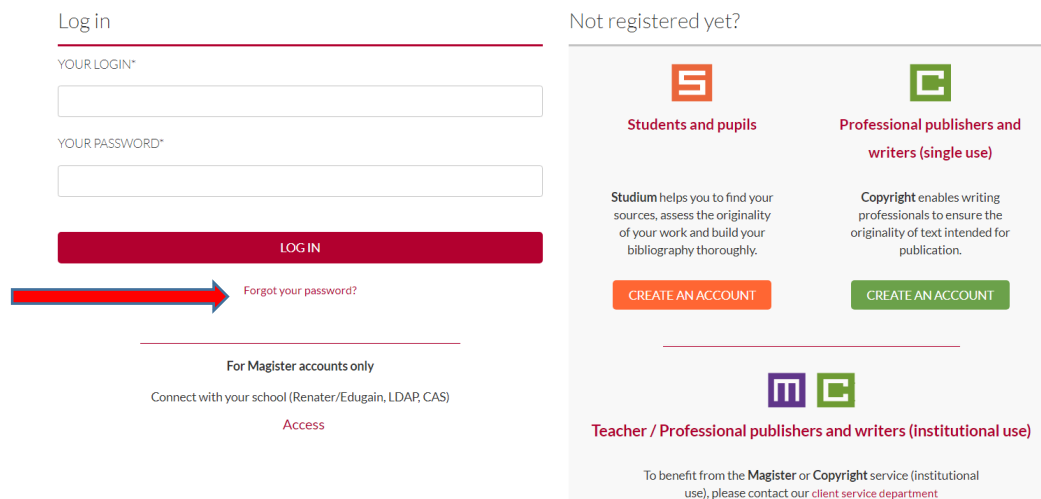 Log in
YOUR LOGIN*
YOUR PASSWORD*
LOG IN
Forgot your password?
For Magister accounts only
Connect with your school (Renater/Edugain, LDAP, CAS)
Access
Not registered yet?
S
Students and pupils
Studium helps you to find your
sources, assess the originality
of your work and build your
bibliography thoroughly.
CREATE AN ACCOUNT
C
Professional publishers and
writers (single use)
Copyright enables writing
professionals to ensure the
originality of text intended for
publication.
CREATE AN ACCOUNT
m C
Teacher / Professional publishers and writers (institutional use)
To benefit from the Magister or Copyright service (institutional
use), please contact our client service department